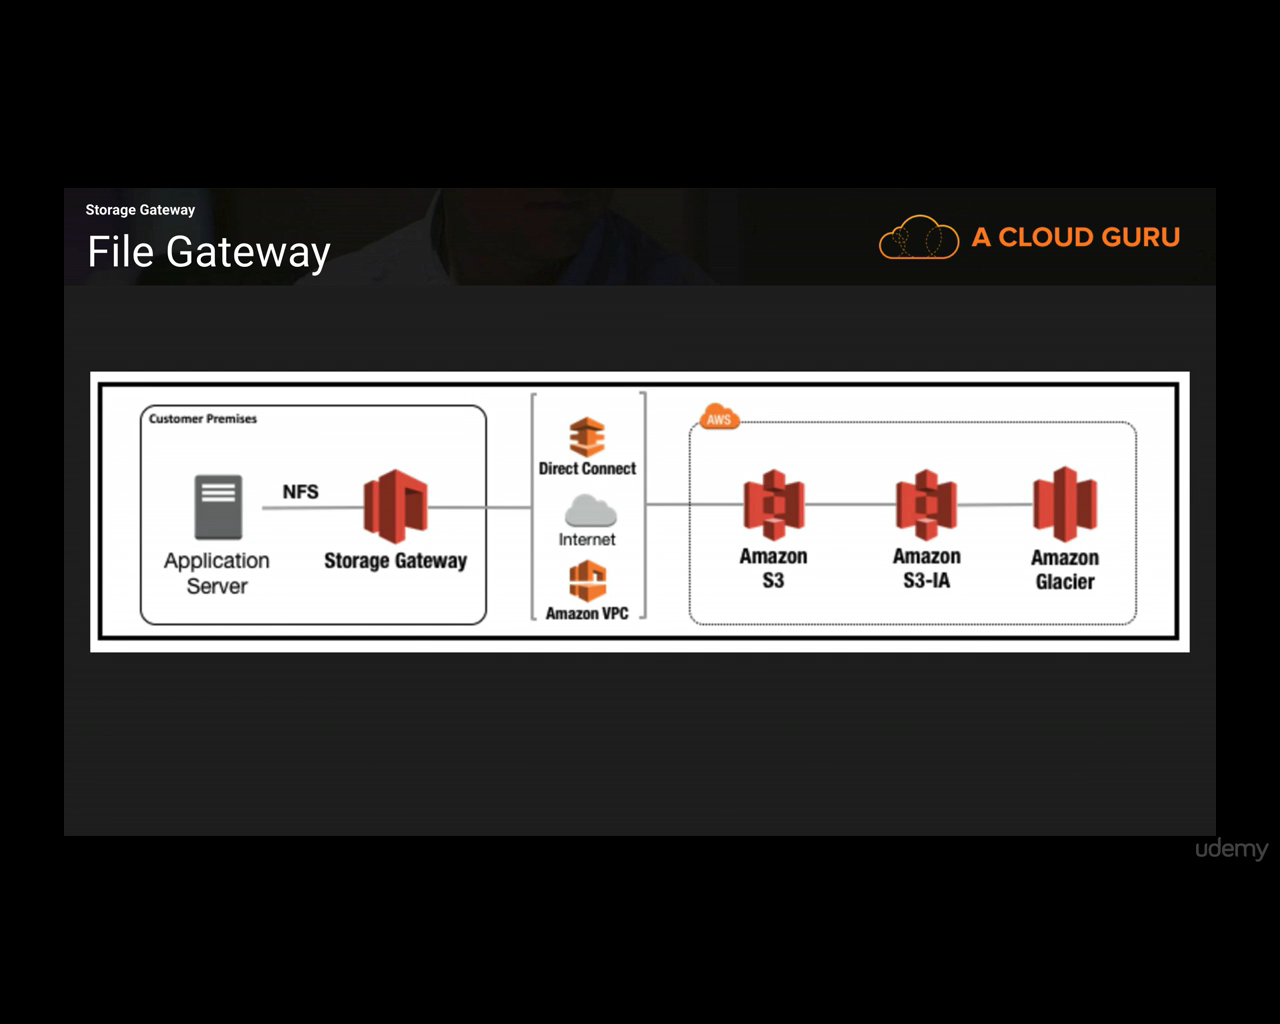 Storage Gateway
File Gateway
A CLOUD GURU
Customer Premises
NFS
Application
Server
Storage Gateway
Direct Connect
Internet
Amazon VPC
AWS
Amazon
S3
Amazon
S3-IA
Amazon
Glacier
udemy